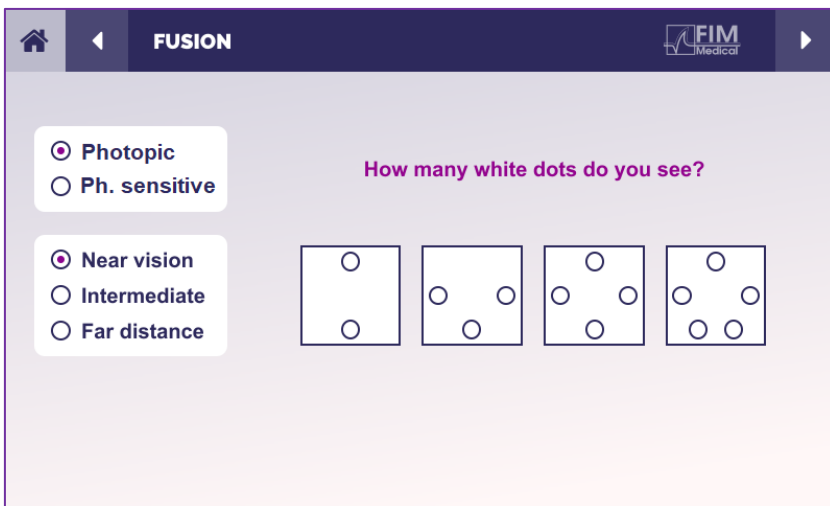 FUSION
FIM
Medical
Photopic
Ph. sensitive
How many white dots do you see?
Near vision
Intermediate
Far distance